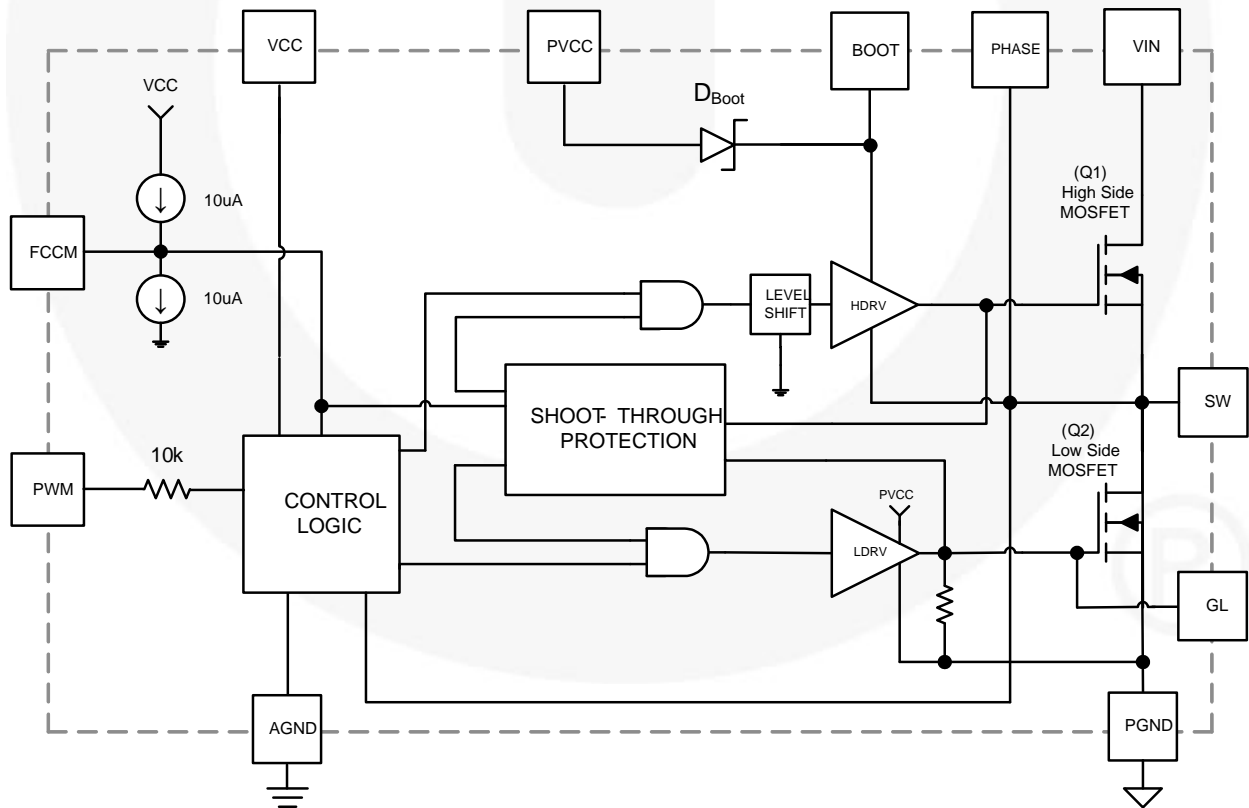 VCC
PVCC
BOOT
PHASE
VIN
VCC
DBoot
(Q1)
High Side
MOSFET
10uA
FCCM
10uA
LEVEL
SHIFT
HDRV
SHOOT- THROUGH
PROTECTION
SW
(Q2)
Low Side
MOSFET
10k
PWM
CONTROL
LOGIC
PVCC
LDRV
GL
AGND
PGND
R